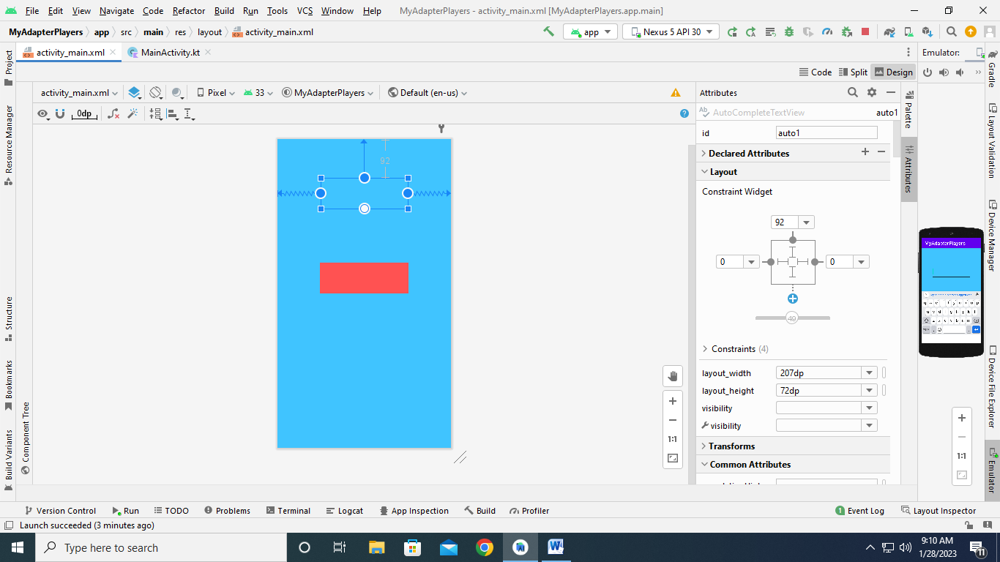 File Edit View Navigate Code Refactor Build Run Tools VCS Window Help MyAdapterPlayers - activity_main.xml [MyAdapterPlayers.app.main]
MyAdapterPlayers app src main res layout activity_main.xml app Nexus 5 API 30
activity_main.xml MainActivity.kt Emulator:
Code Split Design
activity_main.xml Pixel 33 MyAdapterPlayers Default (en-us) Attributes
0dp
Ab AutoCompleteTextView auto1
id auto1
Declared Attributes
Layout
Constraint Widget
92
92
0 0
49
Constraints (4)
layout_width 207dp
layout_height 72dp
visibility
visibility
Transforms
Common Attributes
1:1
1:1
MyAdapterPlayers
Project
Resource Manager
Structure
Bookmarks
Build Variants
Component Tree
Palette
Attributes
Gradle
Layout Validation
Device Manager
Device File Explorer
Emulator
Version Control Run TODO Problems Terminal Logcat App Inspection Build Profiler 1 Event Log Layout Inspector
Launch succeeded (3 minutes ago)
Type here to search 9:10 AM
1/28/2023
11